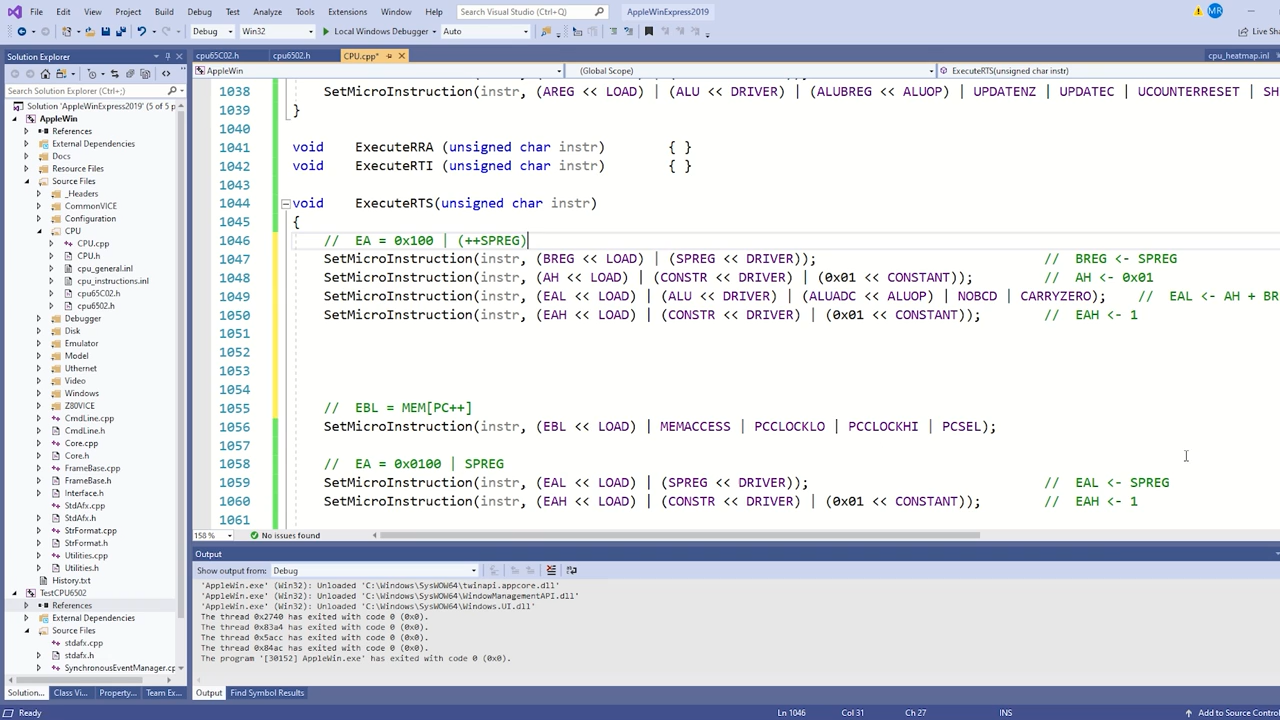 File Edit View Project Build Debug Test Analyze Tools Extensions Window Help Search Visual Studio (Ctrl+Q) AppleWinExpress2019 MR
Debug Win32 Local Windows Debugger Auto Live Sha
Solution Explorer
Search Solution Explorer (Ctrl+;)
Solution 'AppleWinExpress2019' (5 of 5 p
AppleWin
References
External Dependencies
Docs
Resource Files
Source Files
_Headers
CommonVICE
Configuration
CPU
CPU.cpp
CPU.h
cpu_general.inl
cpu_instructions.inl
cpu65C02.h
cpu6502.h
Debugger
Disk
Emulator
Model
Uthernet
Video
Windows
Z80VICE
CmdLine.cpp
CmdLine.h
Core.cpp
Core.h
FrameBase.cpp
FrameBase.h
Interface.h
StdAfx.cpp
StdAfx.h
StrFormat.cpp
StrFormat.h
Utilities.cpp
Utilities.h
History.txt
TestCPU6502
References
External Dependencies
Source Files
stdafx.cpp
stdafx.h
SynchronousEventManager.cp
Solution... Class Vi... Property... Team Ex...
cpu65C02.h cpu6502.h CPU.cpp* cpu_heatmap.inl
AppleWin (Global Scope) ExecuteRTS(unsigned char instr)
1038 SetMicroInstruction(instr, (AREG << LOAD) | (ALU << DRIVER) | (ALUBREG << ALUOP) | UPDATENZ | UPDATEC | UCOUNTERRESET | SH
1039 }
1040
1041 void ExecuteRRA (unsigned char instr) { }
1042 void ExecuteRTI (unsigned char instr) { }
1043
1044 void ExecuteRTS(unsigned char instr)
1045 {
1046 // EA = 0x100 | (++SPREG)
1047 SetMicroInstruction(instr, (BREG << LOAD) | (SPREG << DRIVER)); // BREG <- SPREG
1048 SetMicroInstruction(instr, (AH << LOAD) | (CONSTR << DRIVER) | (0x01 << CONSTANT)); // AH <- 0x01
1049 SetMicroInstruction(instr, (EAL << LOAD) | (ALU << DRIVER) | (ALUADC << ALUOP) | NOBCD | CARRYZERO); // EAL <- AH + BR
1050 SetMicroInstruction(instr, (EAH << LOAD) | (CONSTR << DRIVER) | (0x01 << CONSTANT)); // EAH <- 1
1051
1052
1053
1054
1055 // EBL = MEM[PC++]
1056 SetMicroInstruction(instr, (EBL << LOAD) | MEMACCESS | PCCLOCKLO | PCCLOCKHI | PCSEL);
1057
1058 // EA = 0x0100 | SPREG
1059 SetMicroInstruction(instr, (EAL << LOAD) | (SPREG << DRIVER)); // EAL <- SPREG
1060 SetMicroInstruction(instr, (EAH << LOAD) | (CONSTR << DRIVER) | (0x01 << CONSTANT)); // EAH <- 1
1061
158 % No issues found
Output
Show output from: Debug
'AppleWin.exe' (Win32): Unloaded 'C:\Windows\SysWOW64\twinapi.appcore.dll'
'AppleWin.exe' (Win32): Unloaded 'C:\Windows\SysWOW64\WindowManagementAPI.dll'
'AppleWin.exe' (Win32): Unloaded 'C:\Windows\SysWOW64\Windows.UI.dll'
The thread 0x2740 has exited with code 0 (0x0).
The thread 0x83a4 has exited with code 0 (0x0).
The thread 0x5acc has exited with code 0 (0x0).
The thread 0x84ac has exited with code 0 (0x0).
The program '[30152] AppleWin.exe' has exited with code 0 (0x0).
Output Find Symbol Results
Ready Ln 1046 Col 31 Ch 27 INS Add to Source Control